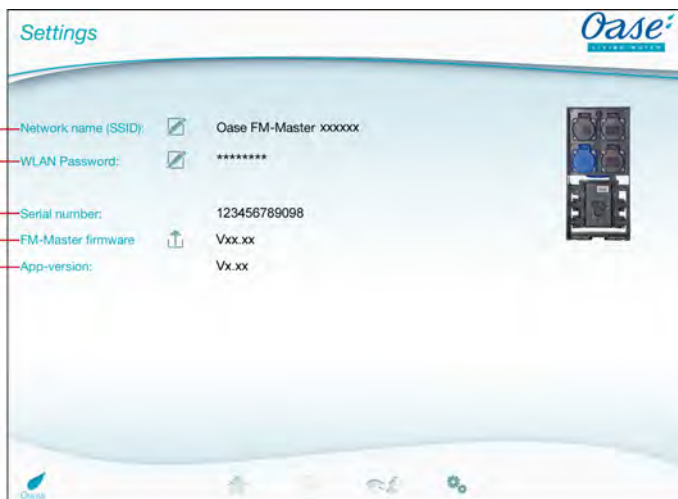 Settings
Oase
LIVING WATER
Network name (SSID): Oase FM-Master xxxxxx
WLAN Password: ********
Serial number: 123456789098
FM-Master firmware Vxx.xx
App-version: Vx.xx
Oase